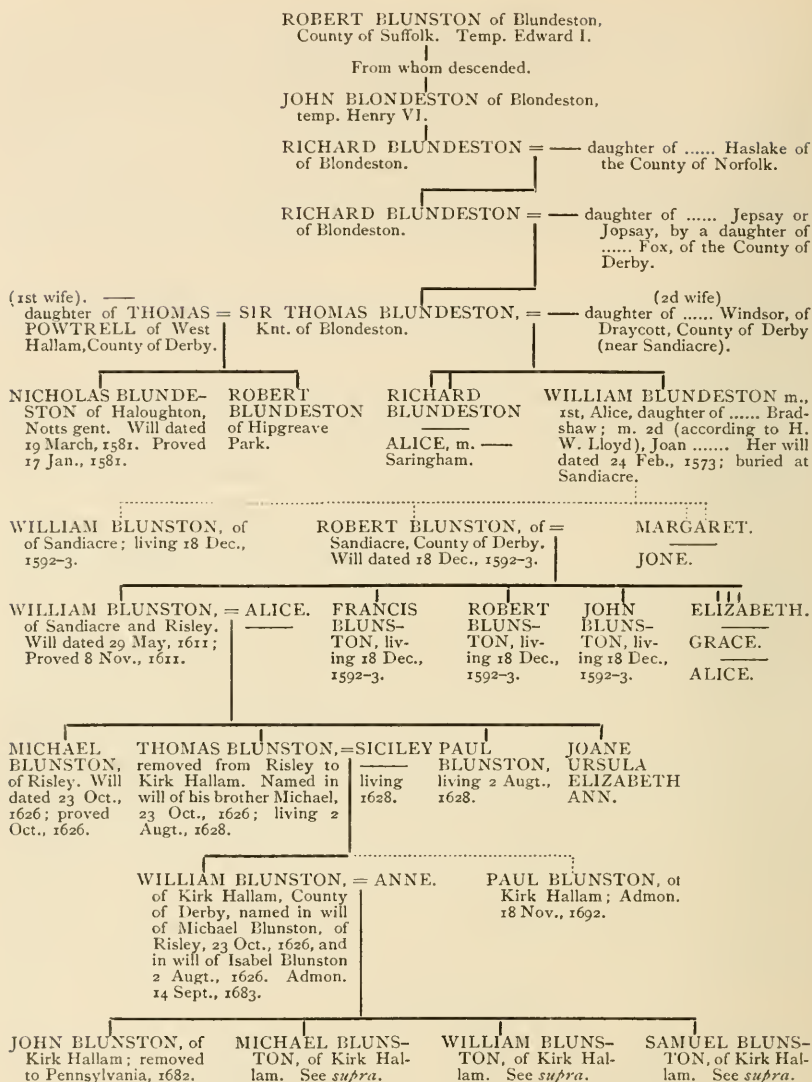 ROBERT BLUNSTON of Blundeston,
County of Suffolk. Temp. Edward I.
From whom descended.
JOHN BLONDESTON of Blondeston,
temp. Henry VI.
RICHARD BLUNDESTON = — daughter of ...... Haslake of
of Blondeston. the County of Norfolk.
RICHARD BLUNDESTON = — daughter of ...... Jepsay or
of Blondeston. Jopsay, by a daughter of
...... Fox, of the County of
Derby.
(1st wife). —
daughter of THOMAS =
POWTRELL of West
Hallam, County of Derby.
SIR THOMAS BLUNDESTON, =
Knt. of Blondeston.
(2d wife)
— daughter of ...... Windsor, of
Draycott, County of Derby
(near Sandiacre).
NICHOLAS BLUNDE-
STON of Haloughton,
Notts gent. Will dated
19 March, 1581. Proved
17 Jan., 1581.
ROBERT
BLUNDESTON
of Hipgreave
Park.
RICHARD
BLUNDESTON
ALICE, m. —
Saringham.
WILLIAM BLUNDESTON m.,
1st, Alice, daughter of ...... Brad-
shaw; m. 2d (according to H.
W. Lloyd), Joan ....... Her will
dated 24 Feb., 1573; buried at
Sandiacre.
WILLIAM BLUNSTON, of
of Sandiacre; living 18 Dec.,
1592-3.
ROBERT BLUNSTON, of =
Sandiacre, County of Derby.
Will dated 18 Dec., 1592-3.
MARGARET.
JONE.
WILLIAM BLUNSTON, = ALICE.
of Sandiacre and Risley.
Will dated 29 May, 1611;
Proved 8 Nov., 1611.
FRANCIS
BLUNS-
TON, liv-
ing 18 Dec.,
1592-3.
ROBERT
BLUNS-
TON, liv-
ing 18 Dec.,
1592-3.
JOHN
BLUNS-
TON, liv-
ing 18 Dec.,
1592-3.
ELIZABETH.
GRACE.
ALICE.
MICHAEL
BLUNSTON,
of Risley. Will
dated 23 Oct.,
1626; proved
Oct., 1626.
THOMAS BLUNSTON, =
removed from Risley to
Kirk Hallam. Named in
will of his brother Michael,
23 Oct., 1626; living 2
Augt., 1628.
SICILEY
—
living
1628.
PAUL
BLUNSTON,
living 2 Augt.,
1628.
JOANE
URSULA
ELIZABETH
ANN.
WILLIAM BLUNSTON, = ANNE.
of Kirk Hallam, County
of Derby, named in will
of Michael Blunston, of
Risley, 23 Oct., 1626, and
in will of Isabel Blunston
2 Augt., 1626. Admon.
14 Sept., 1683.
PAUL BLUNSTON, ot
Kirk Hallam; Admon.
18 Nov., 1692.
JOHN BLUNSTON, of
Kirk Hallam; removed
to Pennsylvania, 1682.
MICHAEL BLUNS-
TON, of Kirk Hal-
lam. See supra.
WILLIAM BLUNS-
TON, of Kirk Hal-
lam. See supra.
SAMUEL BLUNS-
TON, of Kirk Hal-
lam. See supra.